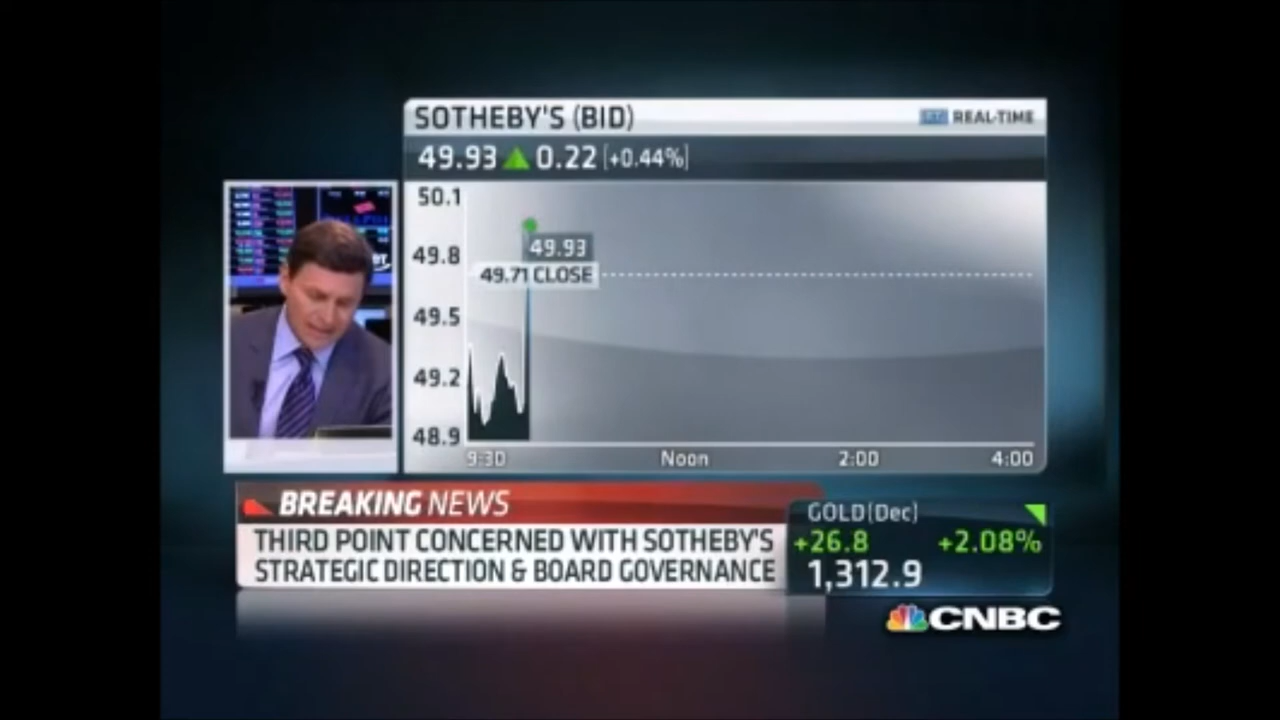 SOTHEBY'S (BID)
REAL-TIME
49.93 0.22 (+0.44%)
50.1
49.8
49.5
49.2
48.9
49.93
49.71 CLOSE
9:30 Noon 2:00 4:00
BREAKING NEWS
THIRD POINT CONCERNED WITH SOTHEBY'S
STRATEGIC DIRECTION & BOARD GOVERNANCE
GOLD(Dec)
+26.8 +2.08%
1,312.9
CNBC